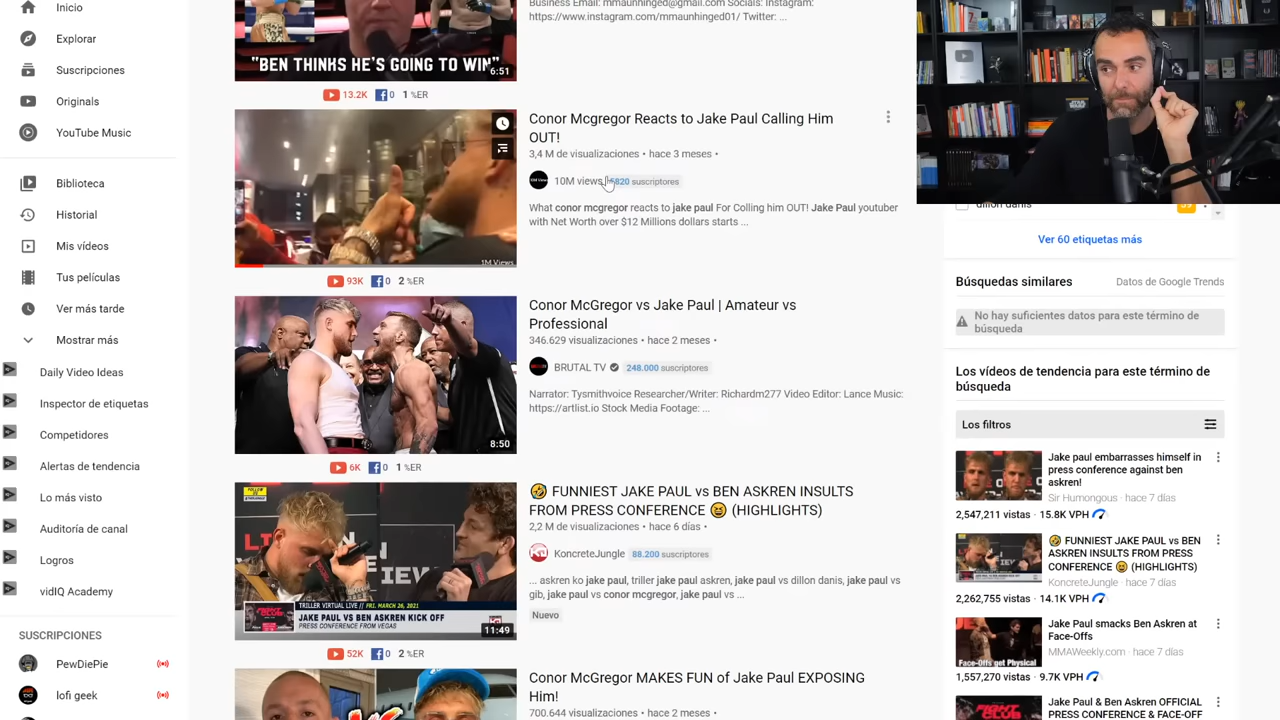 Inicio
Explorar
Suscripciones
Originals
YouTube Music
Biblioteca
Historial
Mis vídeos
Tus películas
Ver más tarde
Mostrar más
Daily Video Ideas
Inspector de etiquetas
Competidores
Alertas de tendencia
Lo más visto
Auditoría de canal
Logros
vidIQ Academy
SUSCRIPCIONES
PewDiePie
lofi geek
"BEN THINKS HE'S GOING TO WIN"
6:51
Business Email: mmaunhinged@gmail.com Socials: Instagram:
https://www.instagram.com/mmaunhinged01/ Twitter: ...
13.2K 0 1 %ER
1M Views
Conor Mcgregor Reacts to Jake Paul Calling Him
OUT!
3,4 M de visualizaciones • hace 3 meses •
10M views 5820 suscriptores
What conor mcgregor reacts to jake paul For Colling him OUT! Jake Paul youtuber
with Net Worth over $12 Millions dollars starts ...
93K 0 2 %ER
8:50
Conor McGregor vs Jake Paul | Amateur vs
Professional
346.629 visualizaciones • hace 2 meses •
BRUTAL TV 248.000 suscriptores
Narrator: Tysmithvoice Researcher/Writer: Richardm277 Video Editor: Lance Music:
https://artlist.io Stock Media Footage: ...
6K 0 1 %ER
TRILLER VIRTUAL LIVE // FRI. MARCH 26, 2021
JAKE PAUL VS BEN ASKREN KICK OFF
PRESS CONFERENCE FROM VEGAS
FIGHT CLUB
11:49
🤣 FUNNIEST JAKE PAUL vs BEN ASKREN INSULTS
FROM PRESS CONFERENCE 😆 (HIGHLIGHTS)
2,2 M de visualizaciones • hace 6 días •
KoncreteJungle 88.200 suscriptores
... askren ko jake paul, triller jake paul askren, jake paul vs dillon danis, jake paul vs
gib, jake paul vs conor mcgregor, jake paul vs ...
Nuevo
52K 0 2 %ER
Conor McGregor MAKES FUN of Jake Paul EXPOSING
Him!
700.644 visualizaciones • hace 2 meses •
STAR WARS
dillon danis 59
Ver 60 etiquetas más
Búsquedas similares Datos de Google Trends
No hay suficientes datos para este término de
búsqueda
Los vídeos de tendencia para este término de
búsqueda
Los filtros
Jake paul embarrasses himself in
press conference against ben
askren!
Sir Humongous · hace 7 días
2,547,211 vistas · 15.8K VPH
🤣 FUNNIEST JAKE PAUL vs BEN
ASKREN INSULTS FROM PRESS
CONFERENCE 😆 (HIGHLIGHTS)
KoncreteJungle · hace 7 días
2,262,755 vistas · 14.1K VPH
Face-Offs get Physical
Jake Paul smacks Ben Askren at
Face-Offs
MMAWeekly.com · hace 7 días
1,557,270 vistas · 9.7K VPH
Jake Paul & Ben Askren OFFICIAL
PRESS CONFERENCE & FACE-OFF